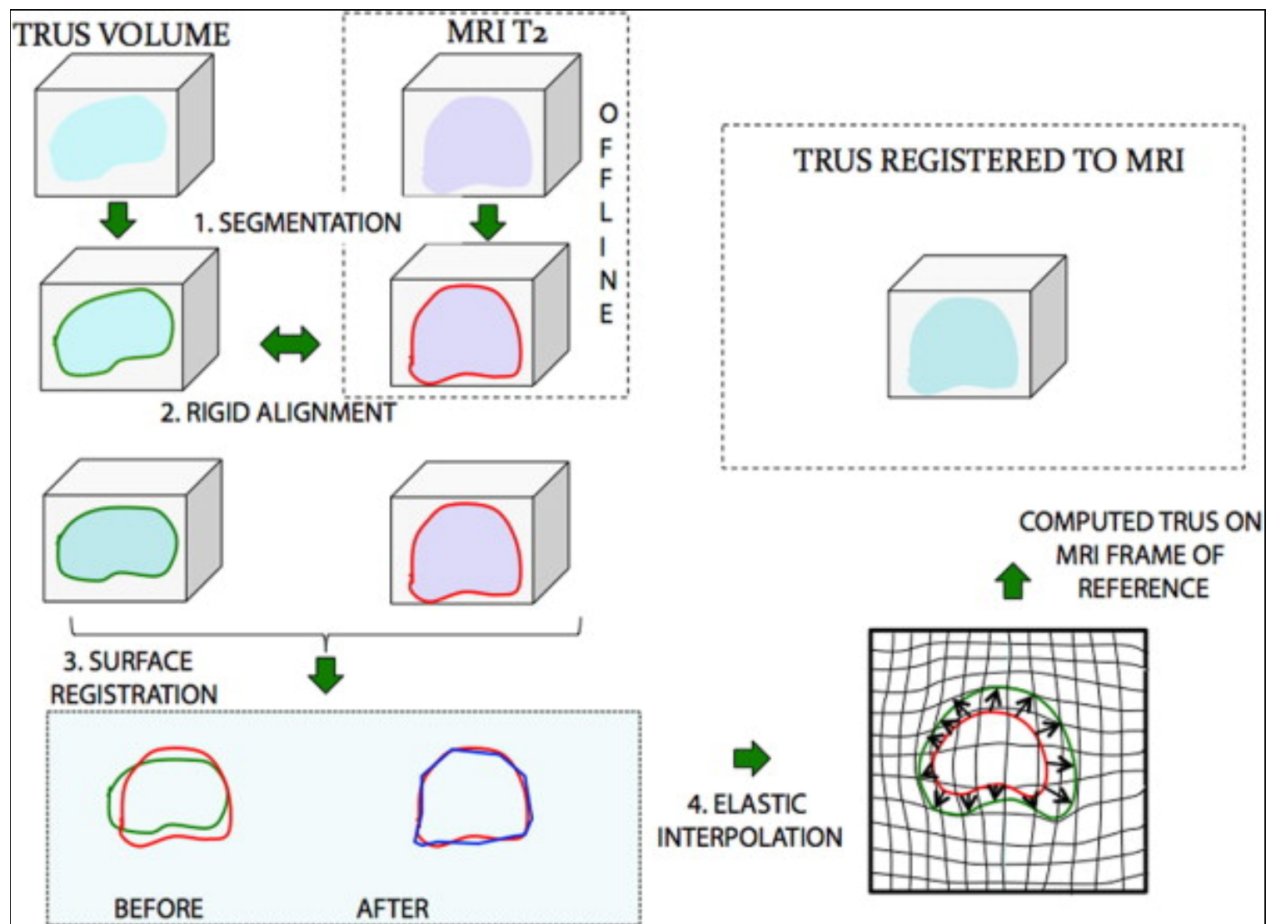 TRUS VOLUME
MRI T2
OFFLINE
1. SEGMENTATION
2. RIGID ALIGNMENT
3. SURFACE
REGISTRATION
BEFORE
AFTER
4. ELASTIC
INTERPOLATION
COMPUTED TRUS ON
MRI FRAME OF
REFERENCE
TRUS REGISTERED TO MRI